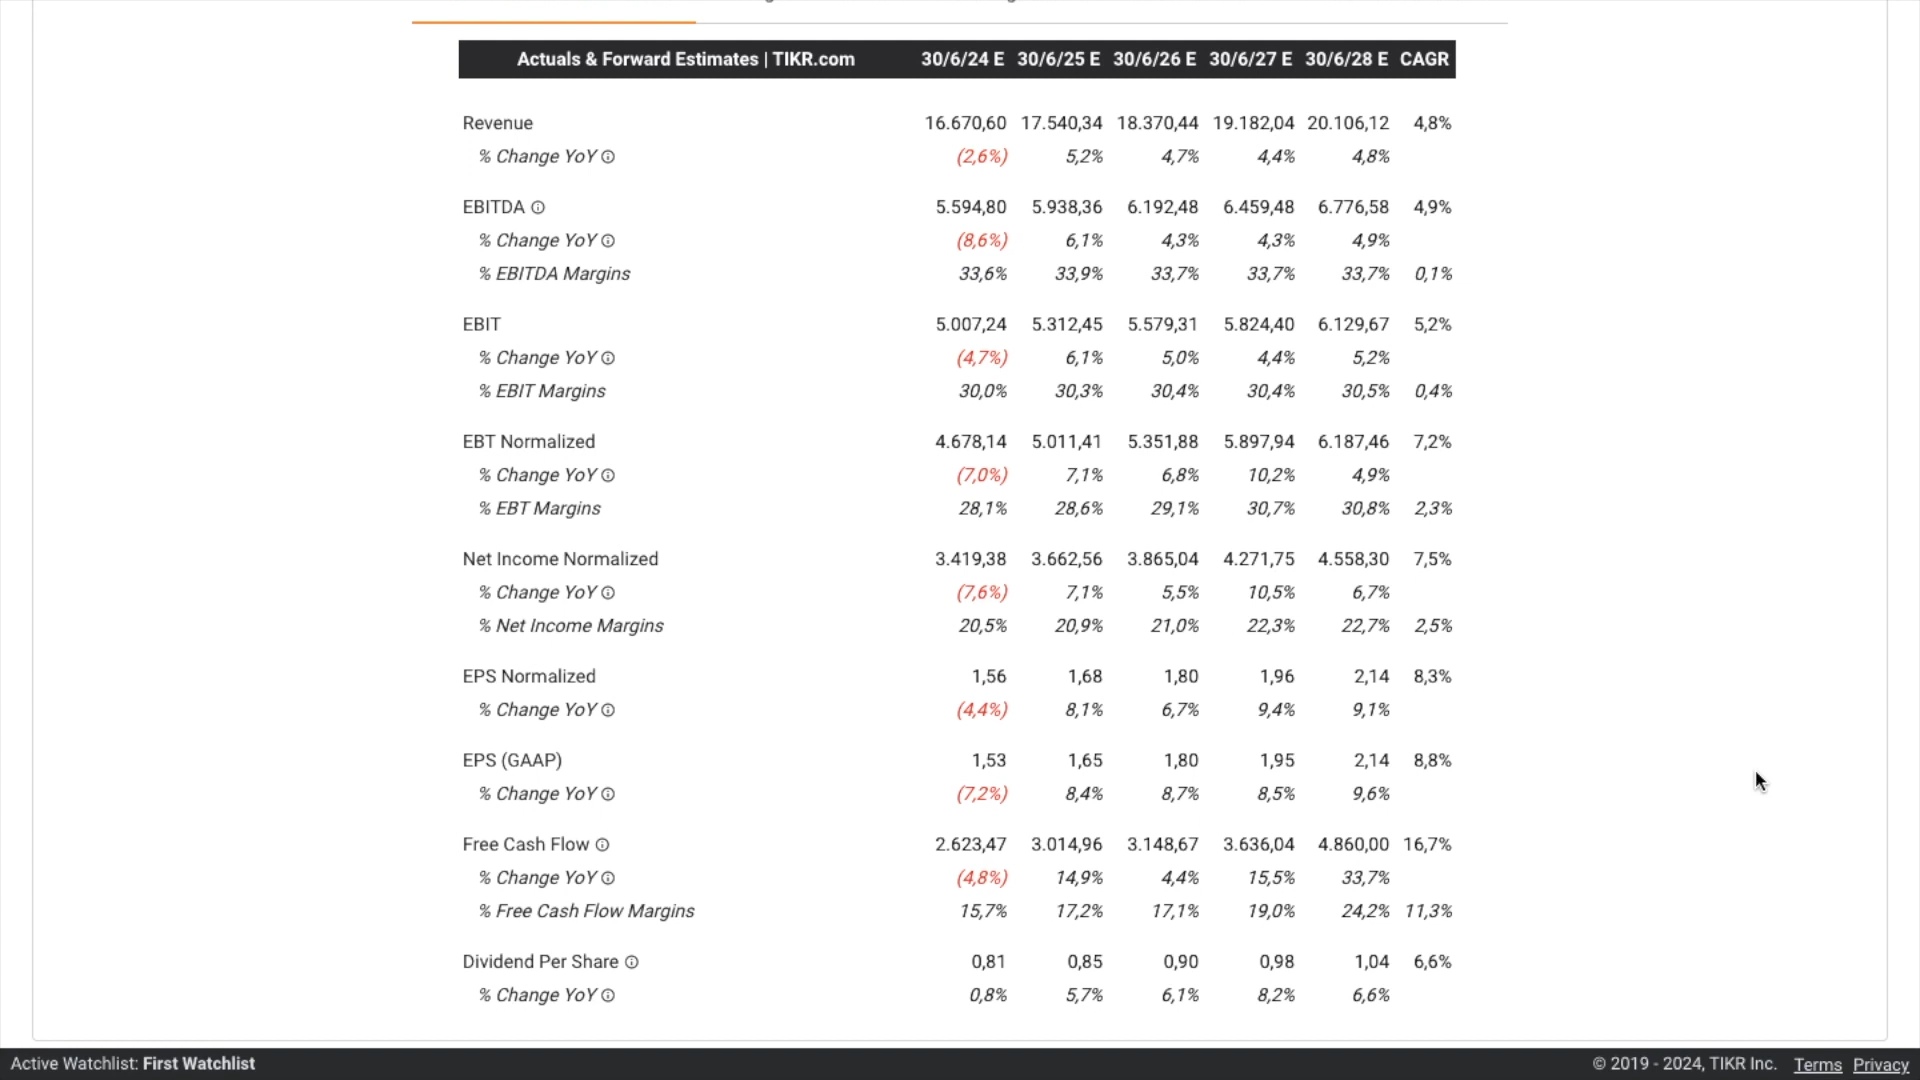 Actuals & Forward Estimates | TIKR.com 30/6/24 E 30/6/25 E 30/6/26 E 30/6/27 E 30/6/28 E CAGR
Revenue 16.670,60 17.540,34 18.370,44 19.182,04 20.106,12 4,8%
% Change YoY (2,6%) 5,2% 4,7% 4,4% 4,8%
EBITDA 5.594,80 5.938,36 6.192,48 6.459,48 6.776,58 4,9%
% Change YoY (8,6%) 6,1% 4,3% 4,3% 4,9%
% EBITDA Margins 33,6% 33,9% 33,7% 33,7% 33,7% 0,1%
EBIT 5.007,24 5.312,45 5.579,31 5.824,40 6.129,67 5,2%
% Change YoY (4,7%) 6,1% 5,0% 4,4% 5,2%
% EBIT Margins 30,0% 30,3% 30,4% 30,4% 30,5% 0,4%
EBT Normalized 4.678,14 5.011,41 5.351,88 5.897,94 6.187,46 7,2%
% Change YoY (7,0%) 7,1% 6,8% 10,2% 4,9%
% EBT Margins 28,1% 28,6% 29,1% 30,7% 30,8% 2,3%
Net Income Normalized 3.419,38 3.662,56 3.865,04 4.271,75 4.558,30 7,5%
% Change YoY (7,6%) 7,1% 5,5% 10,5% 6,7%
% Net Income Margins 20,5% 20,9% 21,0% 22,3% 22,7% 2,5%
EPS Normalized 1,56 1,68 1,80 1,96 2,14 8,3%
% Change YoY (4,4%) 8,1% 6,7% 9,4% 9,1%
EPS (GAAP) 1,53 1,65 1,80 1,95 2,14 8,8%
% Change YoY (7,2%) 8,4% 8,7% 8,5% 9,6%
Free Cash Flow 2.623,47 3.014,96 3.148,67 3.636,04 4.860,00 16,7%
% Change YoY (4,8%) 14,9% 4,4% 15,5% 33,7%
% Free Cash Flow Margins 15,7% 17,2% 17,1% 19,0% 24,2% 11,3%
Dividend Per Share 0,81 0,85 0,90 0,98 1,04 6,6%
% Change YoY 0,8% 5,7% 6,1% 8,2% 6,6%
Active Watchlist: First Watchlist © 2019 - 2024, TIKR Inc. Terms Privacy